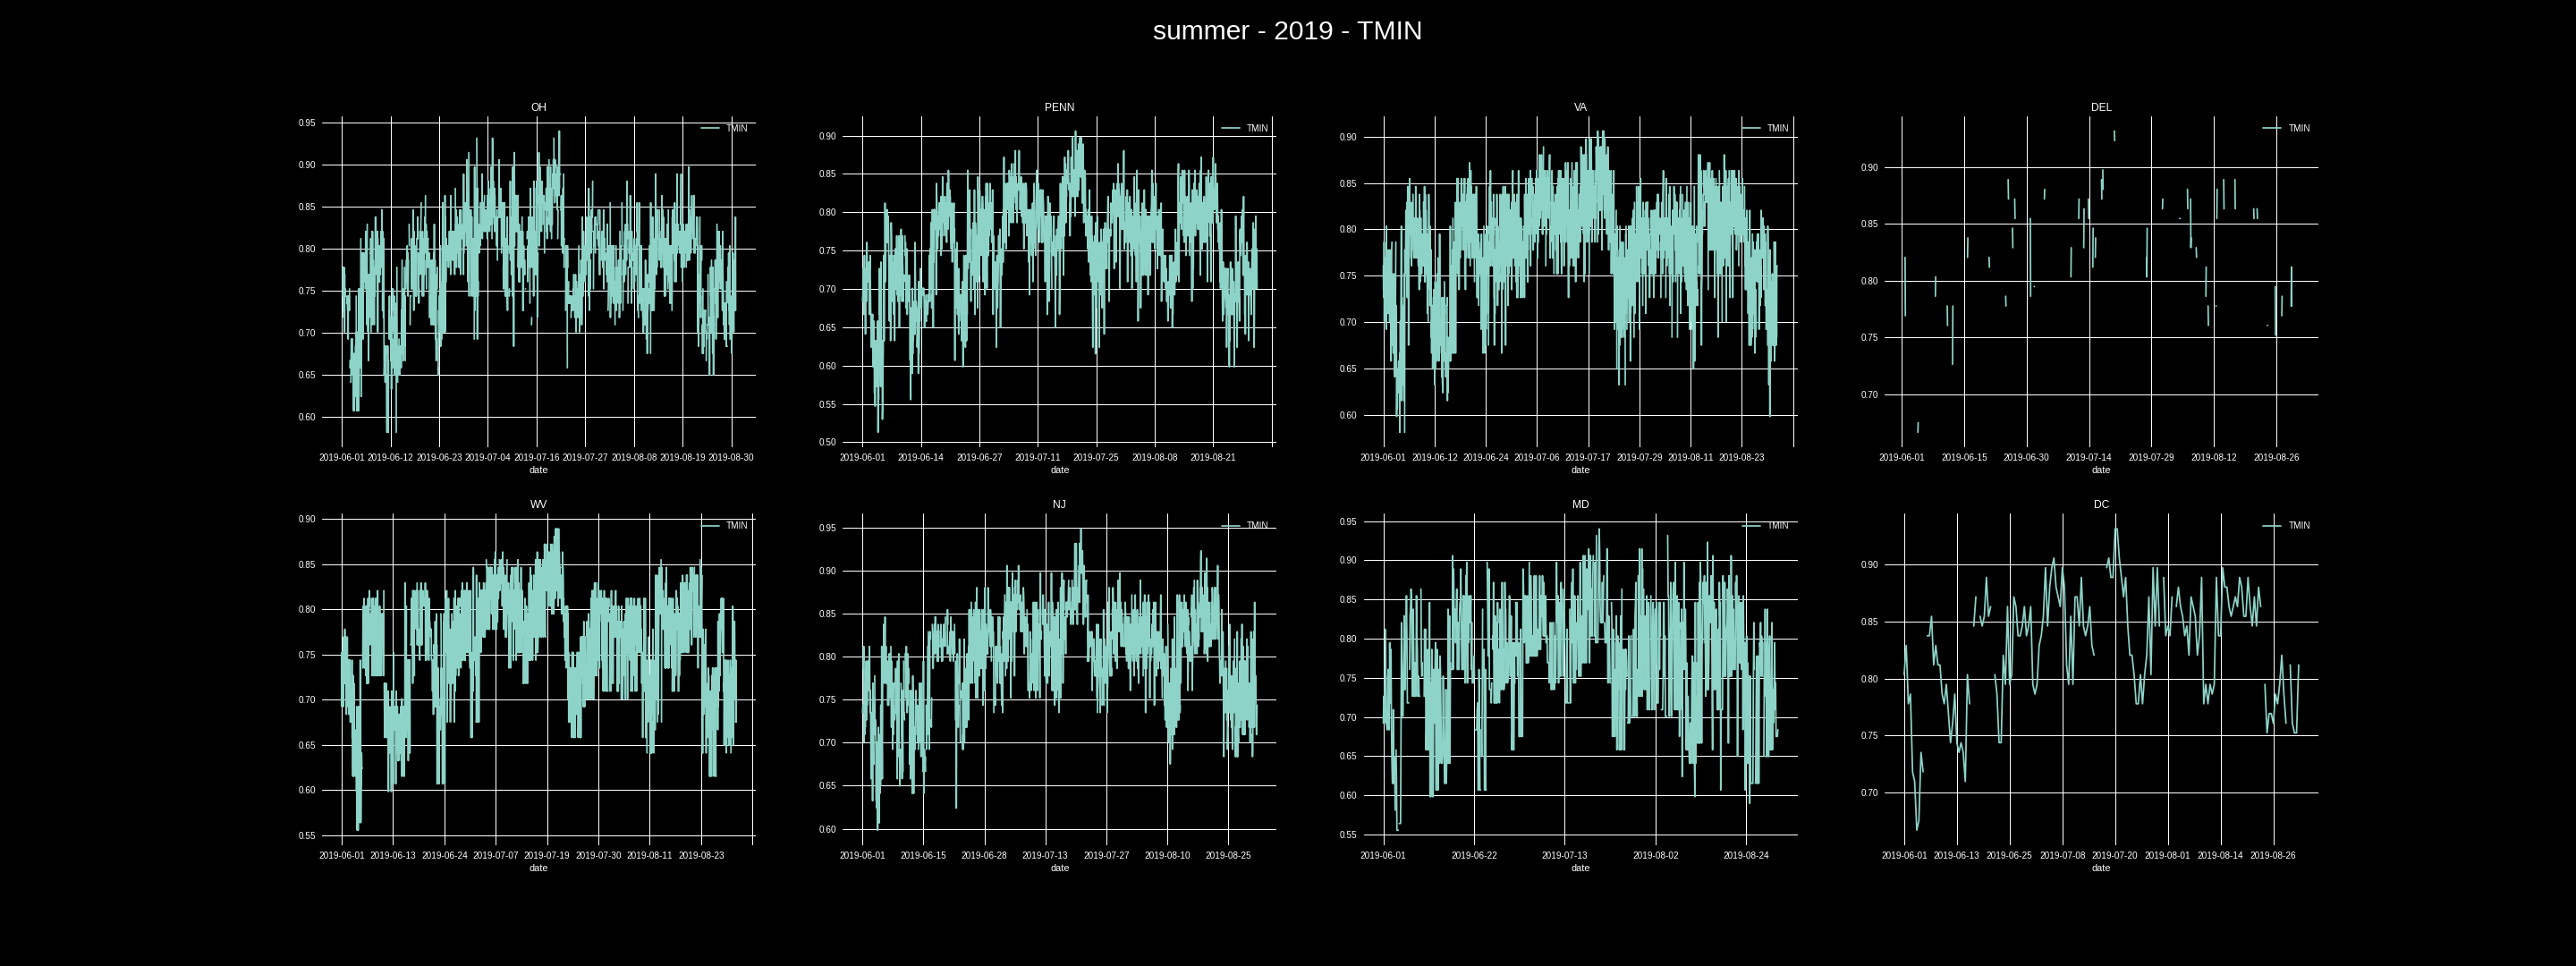 summer - 2019 - TMIN
OH
TMIN
0.95
0.90
0.85
0.80
0.75
0.70
0.65
0.60
2019-06-01 2019-06-12 2019-06-23 2019-07-04 2019-07-16 2019-07-27 2019-08-08 2019-08-19 2019-08-30
date
PENN
TMIN
0.90
0.85
0.80
0.75
0.70
0.65
0.60
0.55
0.50
2019-06-01 2019-06-14 2019-06-27 2019-07-11 2019-07-25 2019-08-08 2019-08-21
date
VA
TMIN
0.90
0.85
0.80
0.75
0.70
0.65
0.60
2019-06-01 2019-06-12 2019-06-24 2019-07-06 2019-07-17 2019-07-29 2019-08-11 2019-08-23
date
DEL
TMIN
0.90
0.85
0.80
0.75
0.70
2019-06-01 2019-06-15 2019-06-30 2019-07-14 2019-07-29 2019-08-12 2019-08-26
date
WV
TMIN
0.90
0.85
0.80
0.75
0.70
0.65
0.60
0.55
2019-06-01 2019-06-13 2019-06-24 2019-07-07 2019-07-19 2019-07-30 2019-08-11 2019-08-23
date
NJ
TMIN
0.95
0.90
0.85
0.80
0.75
0.70
0.65
0.60
2019-06-01 2019-06-15 2019-06-28 2019-07-13 2019-07-27 2019-08-10 2019-08-25
date
MD
TMIN
0.95
0.90
0.85
0.80
0.75
0.70
0.65
0.60
0.55
2019-06-01 2019-06-22 2019-07-13 2019-08-02 2019-08-24
date
DC
TMIN
0.90
0.85
0.80
0.75
0.70
2019-06-01 2019-06-13 2019-06-25 2019-07-08 2019-07-20 2019-08-01 2019-08-14 2019-08-26
date